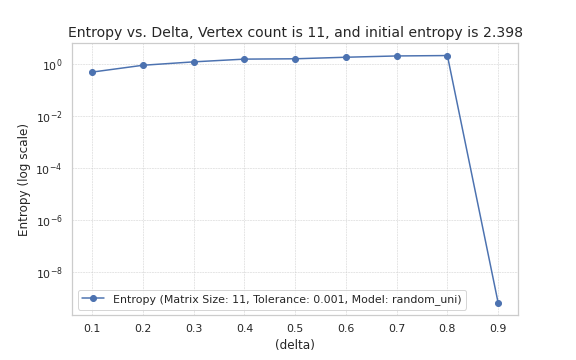 Entropy vs. Delta, Vertex count is 11, and initial entropy is 2.398
Entropy (log scale)
10⁰
10⁻²
10⁻⁴
10⁻⁶
10⁻⁸
Entropy (Matrix Size: 11, Tolerance: 0.001, Model: random_uni)
0.1 0.2 0.3 0.4 0.5 0.6 0.7 0.8 0.9
(delta)